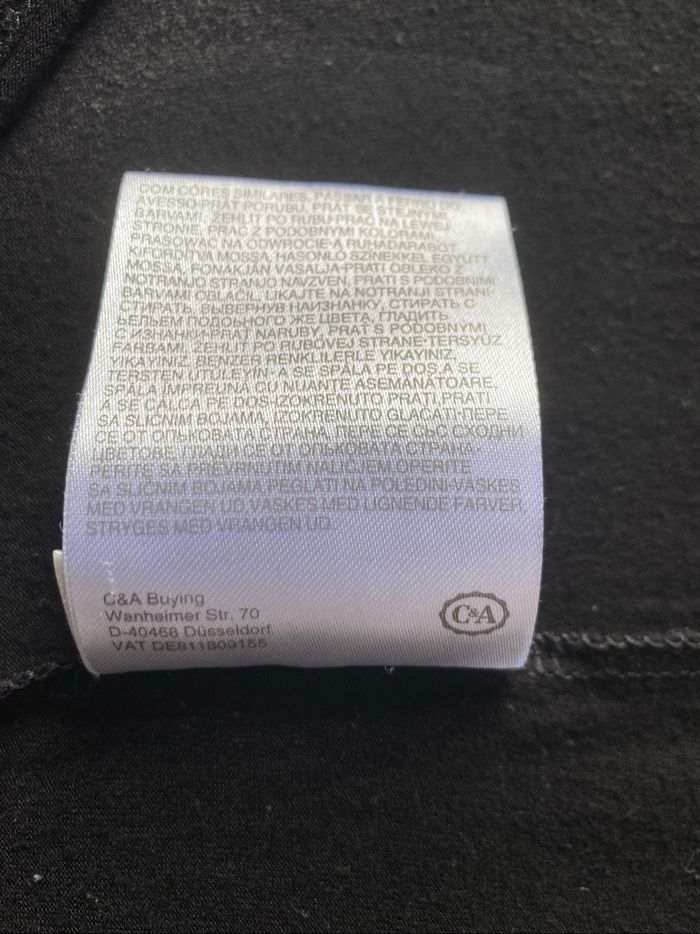 COM CORES SIMILARES, PASSAR A FERRO DO
AVESSO-PRÁT PORUBU, PRÁT SE STEJNÝMI
BARVAMI, ŽEHLIT PO RUBU-PRAĆ NA LEWEJ
STRONIE, PRAĆ Z PODOBNYMI KOLORAMI,
PRASOWAĆ NA ODWROCIE-A RUHADARABOT
KIFORDÍTVA MOSSA, HASONLÓ SZÍNEKKEL EGYÜTT
MOSSA, FONÁKJÁN VASALJA-PRATI OBLEKO Z
NOTRANJO STRANJO NAVZVEN, PRATI S PODOBNIMI
BARVAMI OBLAČIL, LIKAJTE NA NOTRANJI STRANI-
СТИРАТЬ, ВЫВЕРНУВ НАИЗНАНКУ, СТИРАТЬ С
БЕЛЬЕМ ПОДОБНОГО ЖЕ ЦВЕТА, ГЛАДИТЬ
С ИЗНАНКИ-PRAŤ NARUBY, PRAŤ S PODOBNÝMI
FARBAMI, ŽEHLIŤ PO RUBOVEJ STRANE-TERSYÜZ
YIKAYINIZ, BENZER RENKLILERLE YIKAYINIZ,
TERSTEN ÜTÜLEYIN- A SE SPĂLA PE DOS,A SE
SPĂLA ÎMPREUNĂ CU NUANȚE ASEMĂNĂTOARE,
A SE CĂLCA PE DOS-IZOKRENUTO PRATI,PRATI
SA SLIČNIM BOJAMA, IZOKRENUTO GLAČATI-ПЕРЕ
СЕ ОТ ОПЪКОВАТА СТРАНА, ПЕРЕ СЕ СЪС СХОДНИ
ЦВЕТОВЕ, ГЛАДИ СЕ ОТ ОПЪКОВАТА СТРАНА-
PERITE SA PREVRNUTIM NALIČJEM,OPERITE
SA SLIČNIM BOJAMA,PEGLATI NA POLEĐINI-VASKES
MED VRANGEN UD,VASKES MED LIGNENDE FARVER,
STRYGES MED VRANGEN UD
C&A Buying
Wanheimer Str. 70
D-40468 Düsseldorf
VAT DE811809155
C&A